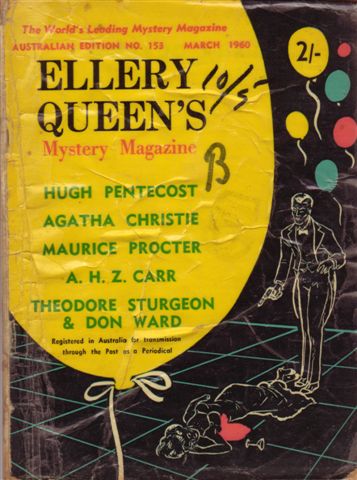 The World's Leading Mystery Magazine
AUSTRALIAN EDITION NO. 153 MARCH 1960
2/-
ELLERY
10/5
QUEEN'S
Mystery Magazine
B
HUGH PENTECOST
AGATHA CHRISTIE
MAURICE PROCTER
A. H. Z. CARR
THEODORE STURGEON
& DON WARD
Registered in Australia for transmission
through the Post as a Periodical